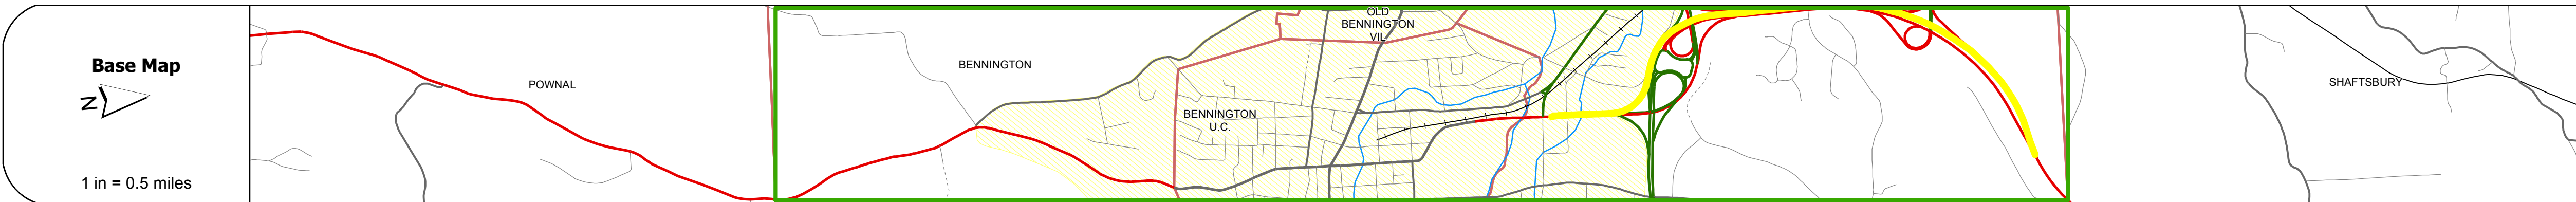 Base Map
N
1 in = 0.5 miles
POWNAL
BENNINGTON
BENNINGTON
U.C.
OLD
BENNINGTON
VIL
SHAFTSBURY